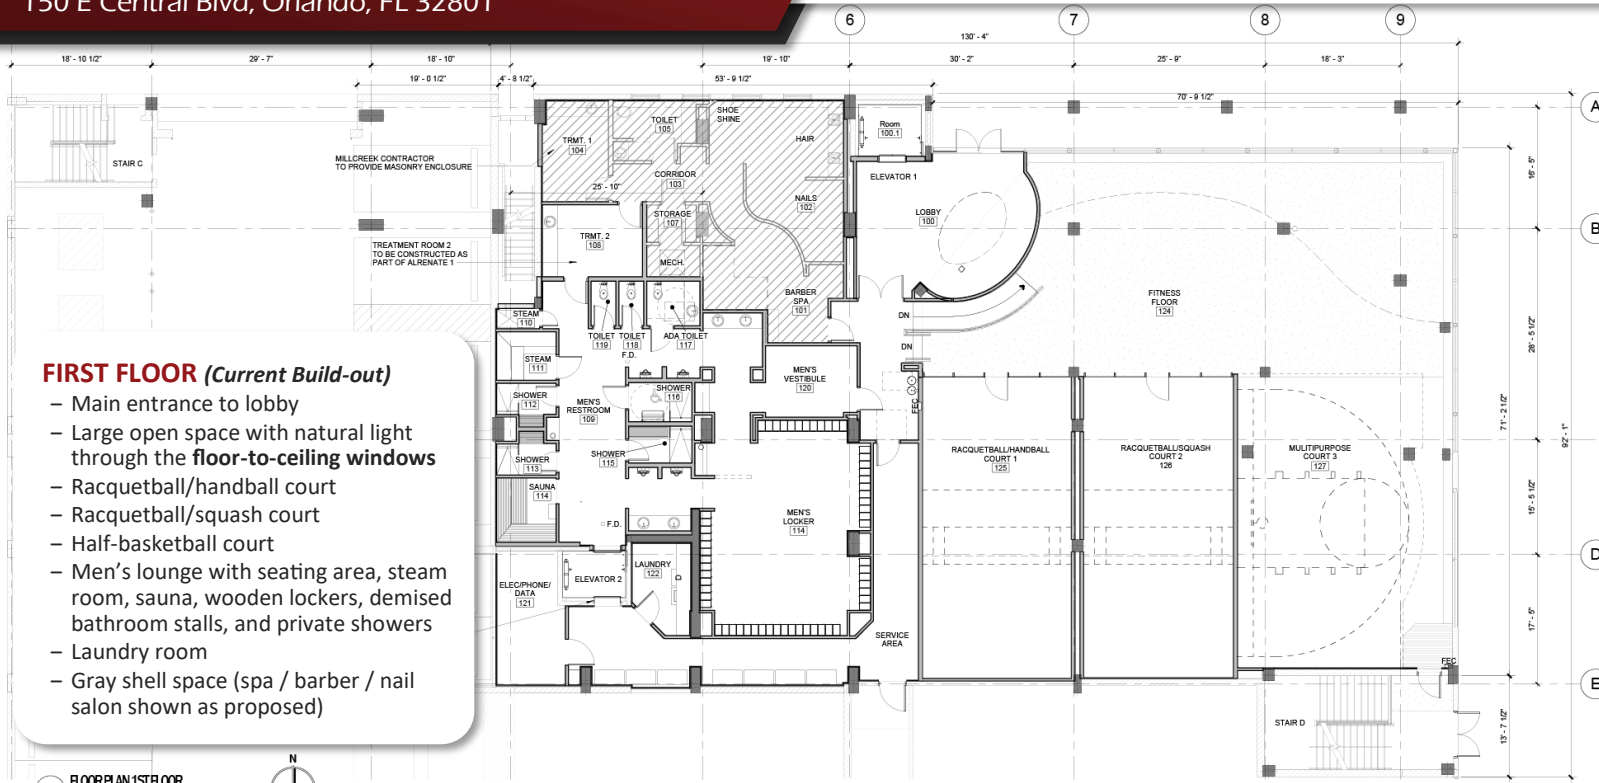 150 E Central Blvd, Orlando, FL 32801
6
7
8
9
130' - 4"
18' - 10 1/2"
29' - 7"
18' - 10"
19' - 10"
30' - 2"
25' - 9"
18' - 3"
19' - 0 1/2"
4' - 8 1/2"
53' - 9 1/2"
70' - 9 1/2"
A
STAIR C
MILLCREEK CONTRACTOR
TO PROVIDE MASONRY ENCLOSURE
TRMT. 1
104
TOILET
105
SHOE
SHINE
HAIR
Room
100.1
ELEVATOR 1
CORRIDOR
103
25' - 10"
NAILS
102
LOBBY
100
16' - 5"
STORAGE
107
B
TRMT. 2
108
TREATMENT ROOM 2
TO BE CONSTRUCTED AS
PART OF ALRENATE 1
MECH.
BARBER
SPA
101
FITNESS
FLOOR
124
STEAM
110
DN
DN
TOILET
119
TOILET
118
ADA TOILET
117
F.D.
28' - 5 1/2"
STEAM
111
MEN'S
VESTIBULE
120
SHOWER
112
SHOWER
116
MEN'S
RESTROOM
109
FEC
71' - 2 1/2"
92' - 1"
SHOWER
113
SHOWER
115
RACQUETBALL/HANDBALL
COURT 1
125
RACQUETBALL/SQUASH
COURT 2
126
MULITIPURPOSE
COURT 3
127
SAUNA
114
F.D.
MEN'S
LOCKER
114
15' - 5 1/2"
D
ELEC/PHONE/
DATA
121
ELEVATOR 2
LAUNDRY
122
D
SERVICE
AREA
17' - 5"
FEC
E
STAIR D
13' - 7 1/2"
FIRST FLOOR (Current Build-out)
– Main entrance to lobby
– Large open space with natural light
through the floor-to-ceiling windows
– Racquetball/handball court
– Racquetball/squash court
– Half-basketball court
– Men's lounge with seating area, steam
room, sauna, wooden lockers, demised
bathroom stalls, and private showers
– Laundry room
– Gray shell space (spa / barber / nail
salon shown as proposed)
N
FLOOR PLAN 1ST FLOOR